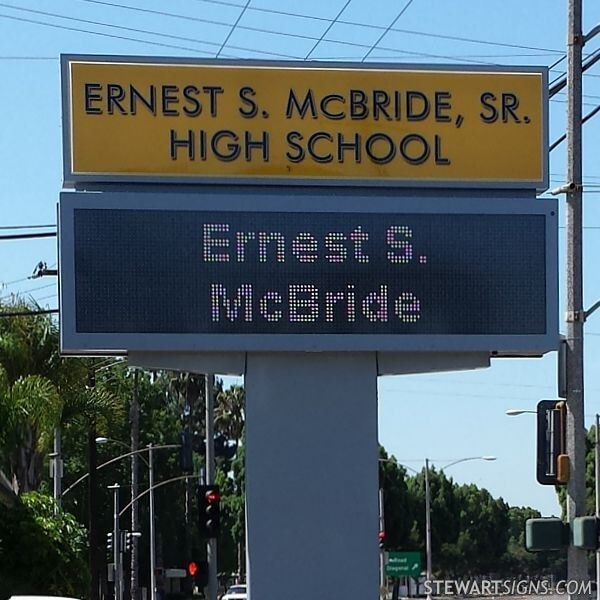 ERNEST S. McBRIDE, SR.
HIGH SCHOOL
Ernest S.
McBride
STEWARTSIGNS.COM